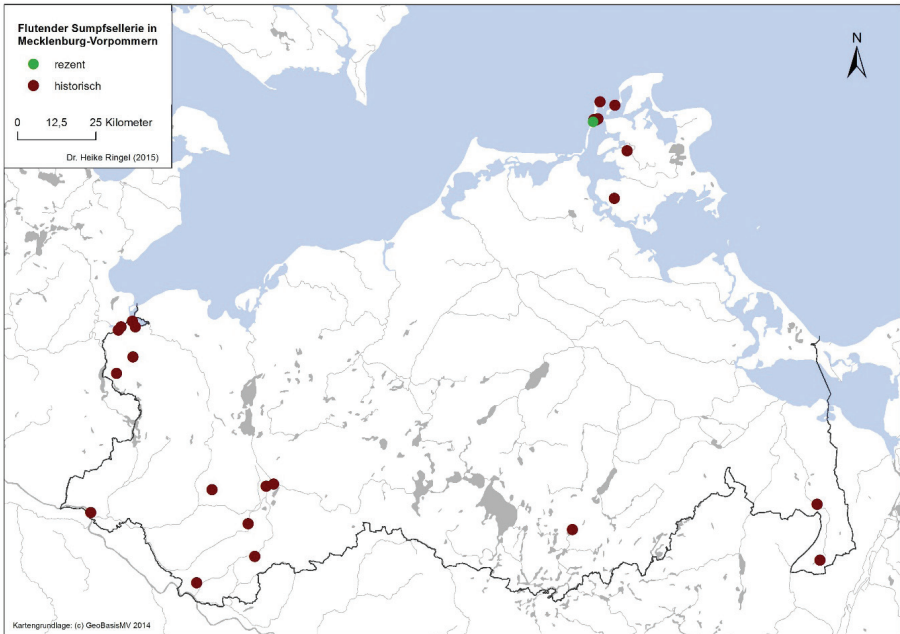 Flutender Sumpfsellerie in
Mecklenburg-Vorpommern
rezent
historisch
0 12,5 25 Kilometer
Dr. Heike Ringel (2015)
N
Kartengrundlage: (c) GeoBasisMV 2014